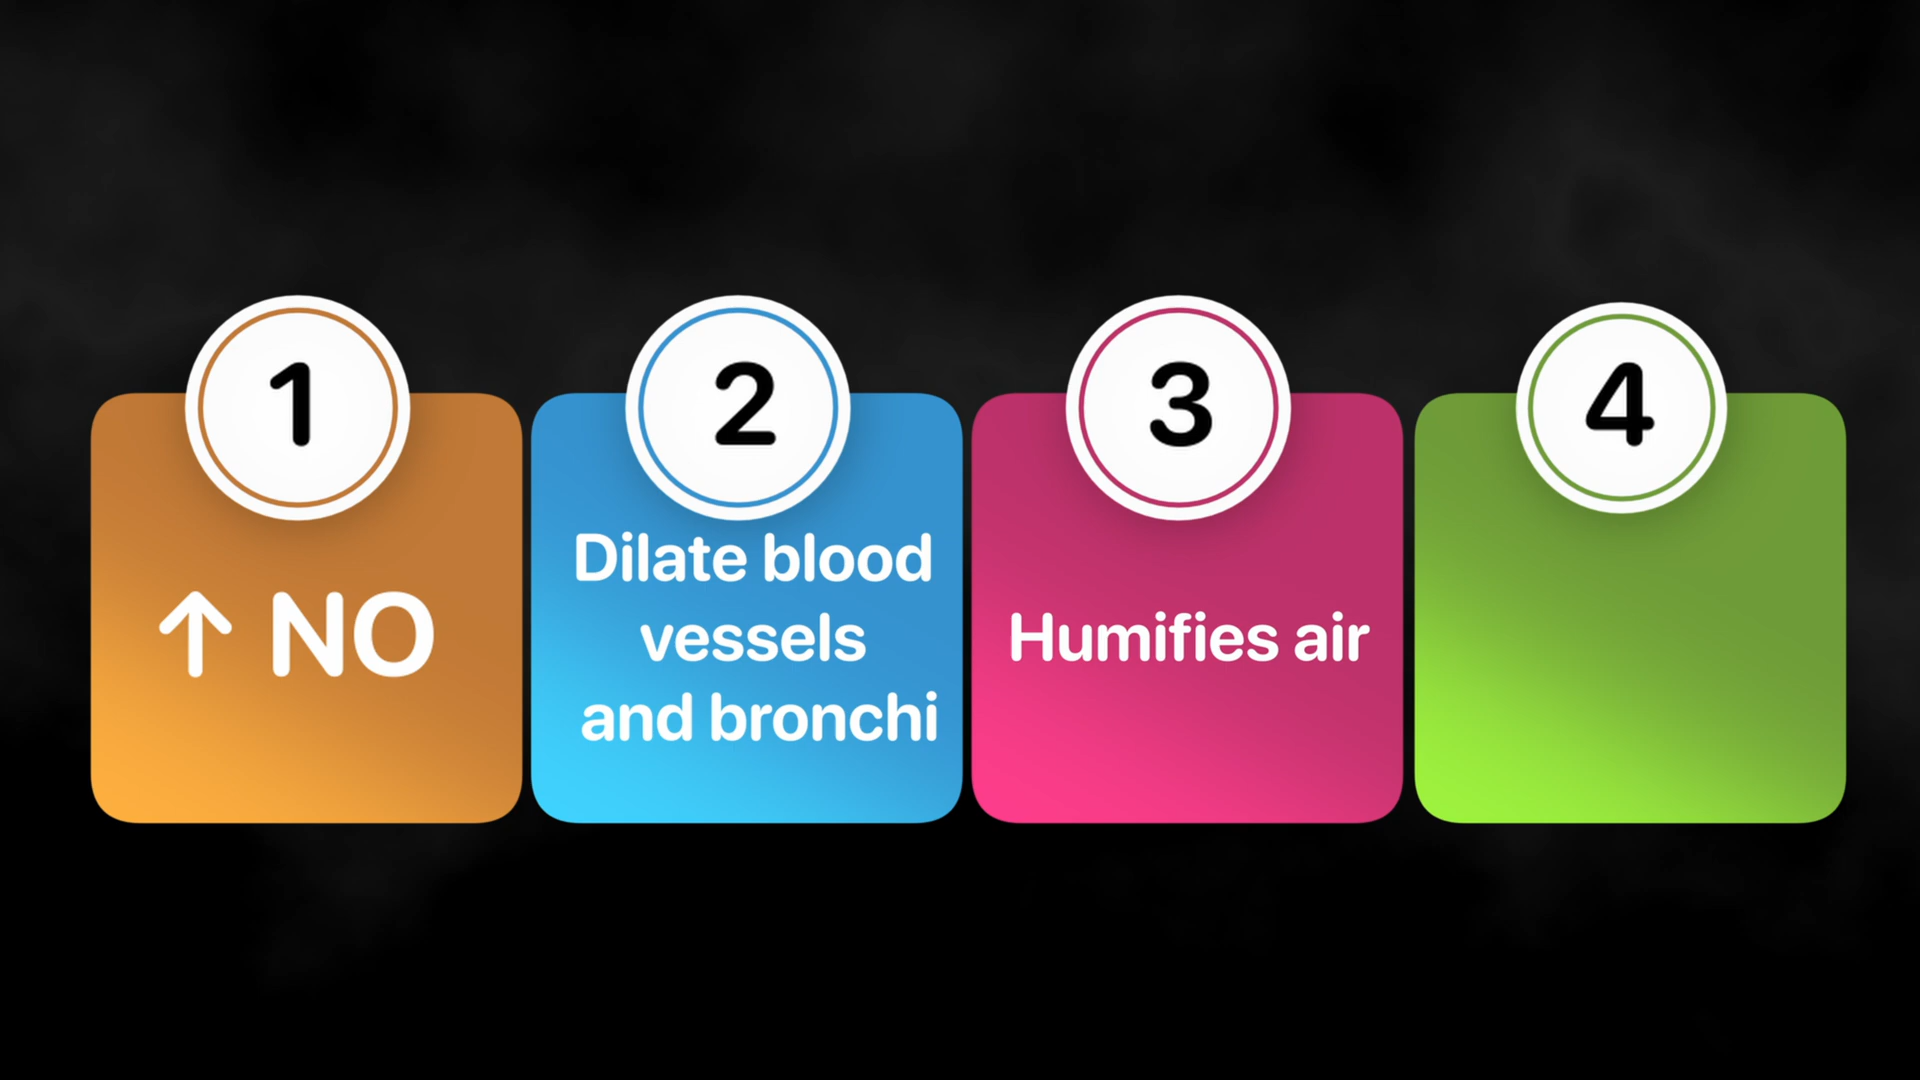 1
↑ NO
2
Dilate blood
vessels
and bronchi
3
Humifies air
4